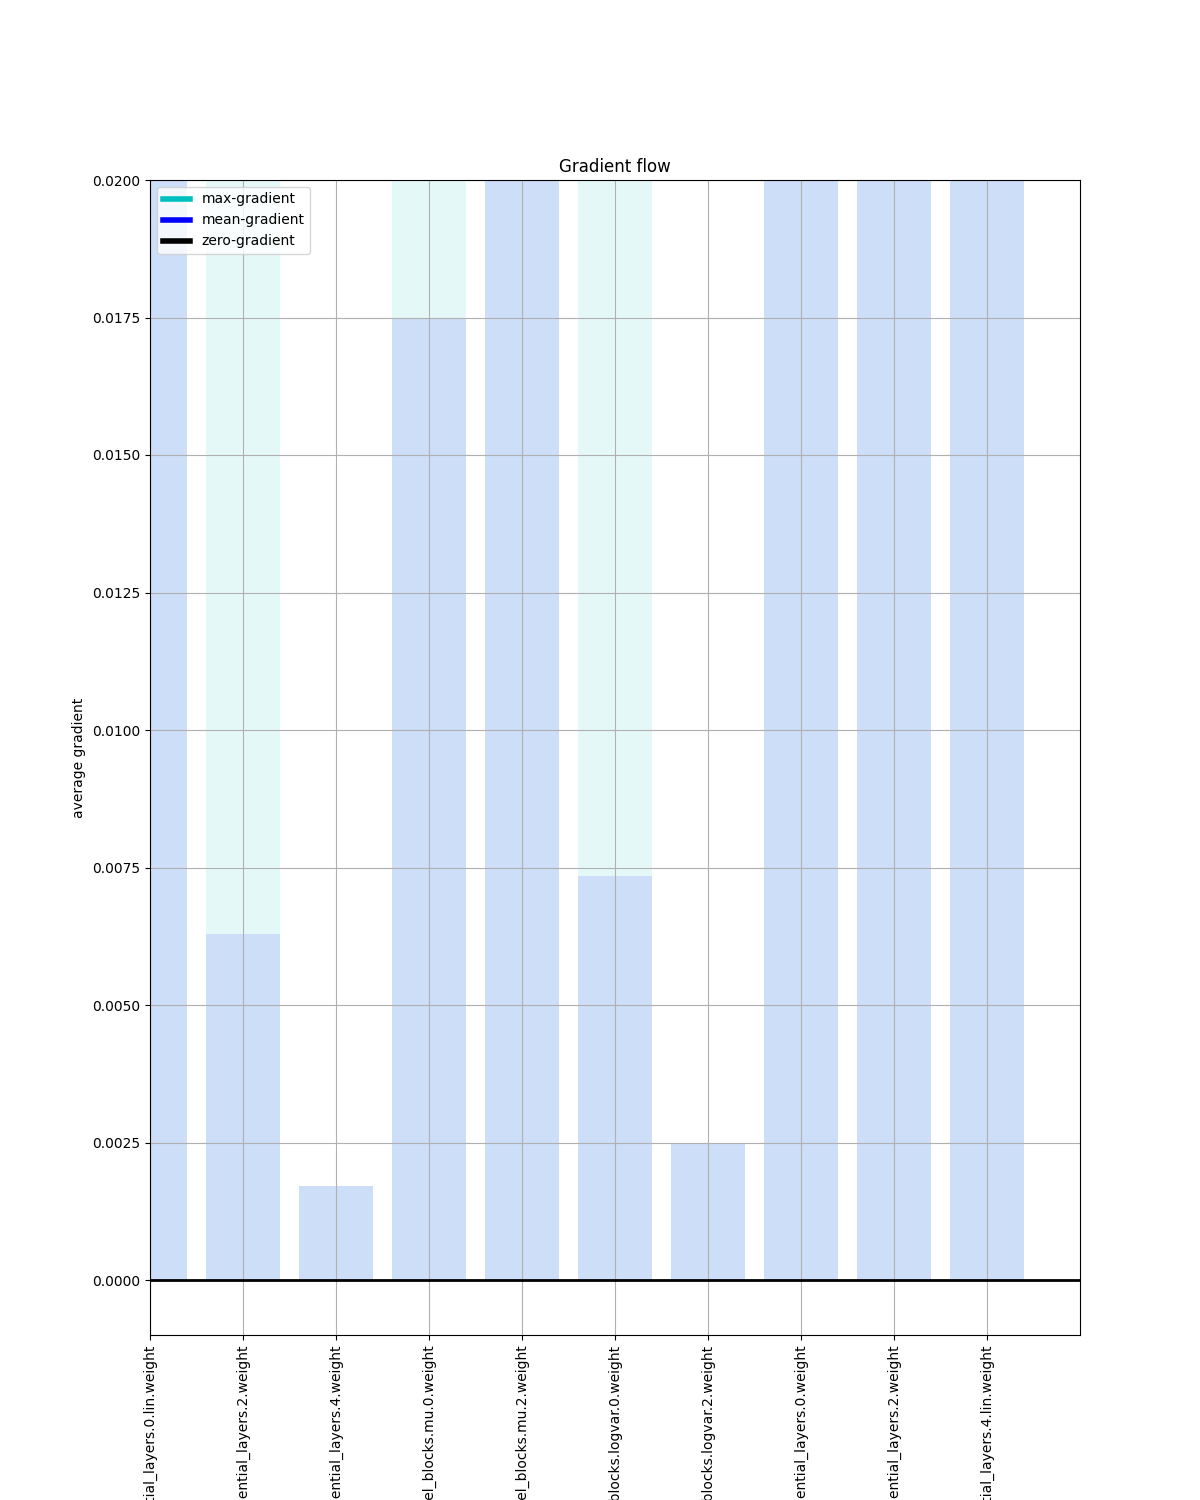 Gradient flow
max-gradient
mean-gradient
zero-gradient
0.0200
0.0175
0.0150
0.0125
0.0100
0.0075
0.0050
0.0025
0.0000
average gradient
tial_layers.0.lin.weight
ential_layers.2.weight
ential_layers.4.weight
el_blocks.mu.0.weight
el_blocks.mu.2.weight
blocks.logvar.0.weight
blocks.logvar.2.weight
ential_layers.0.weight
ential_layers.2.weight
tial_layers.4.lin.weight